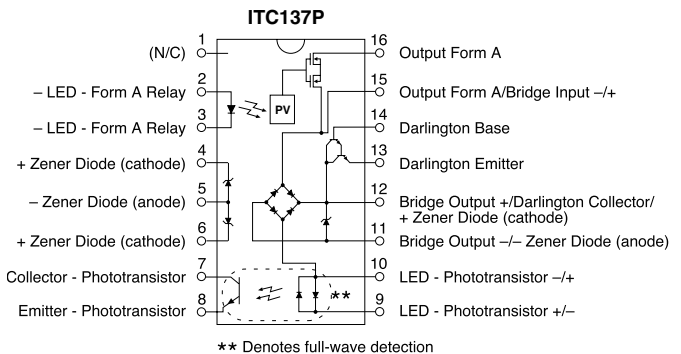 ITC137P
1
(N/C)
16
Output Form A
2
– LED - Form A Relay
15
Output Form A/Bridge Input –/+
PV
3
– LED - Form A Relay
14
Darlington Base
4
+ Zener Diode (cathode)
13
Darlington Emitter
5
– Zener Diode (anode)
12
Bridge Output +/Darlington Collector/
+ Zener Diode (cathode)
6
+ Zener Diode (cathode)
11
Bridge Output –/– Zener Diode (anode)
7
Collector - Phototransistor
10
LED - Phototransistor –/+
**
8
Emitter - Phototransistor
9
LED - Phototransistor +/–
** Denotes full-wave detection